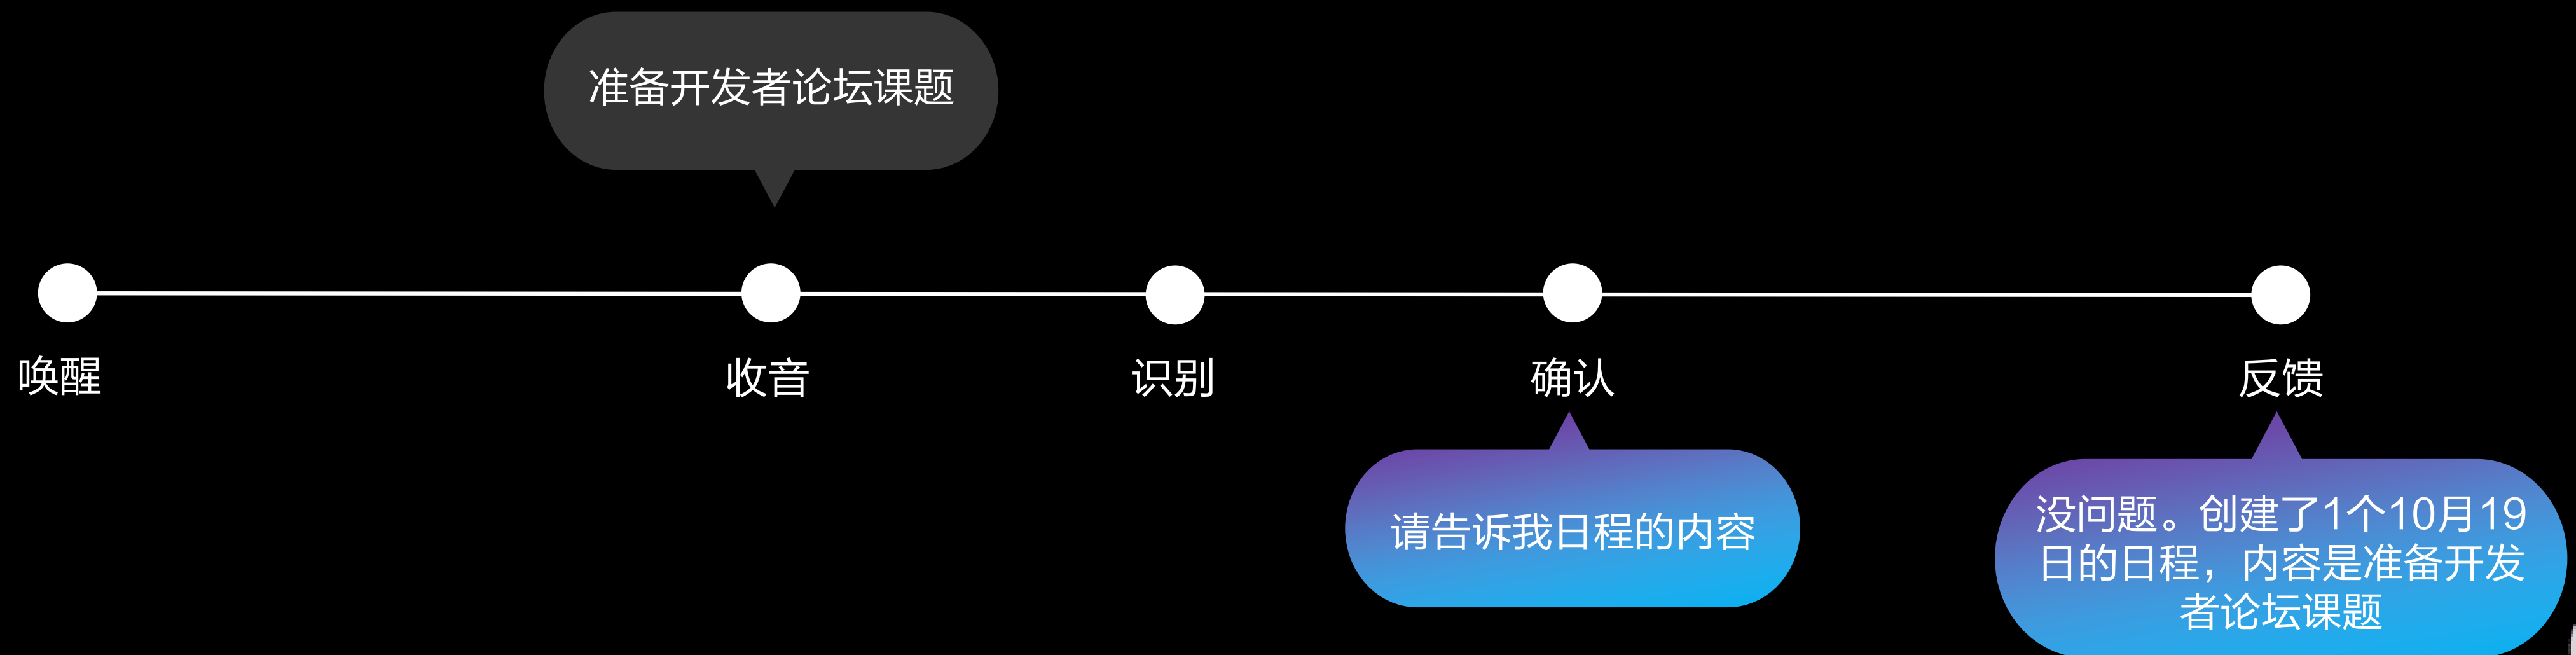 准备开发者论坛课题
唤醒
收音
识别
确认
反馈
请告诉我日程的内容
没问题。创建了1个10月19
日的日程，内容是准备开发
者论坛课题